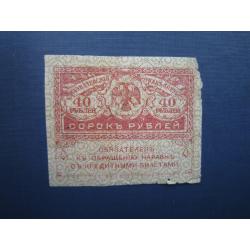 40 40
РУБЛЕЙ РУБЛЕЙ
СОРОКЪ РУБЛЕЙ
ОБЯЗАТЕЛЕНЪ
КЪ ОБРАЩЕНІЮ НАРАВНѢ
СЪ КРЕДИТНЫМИ БИЛЕТАМИ